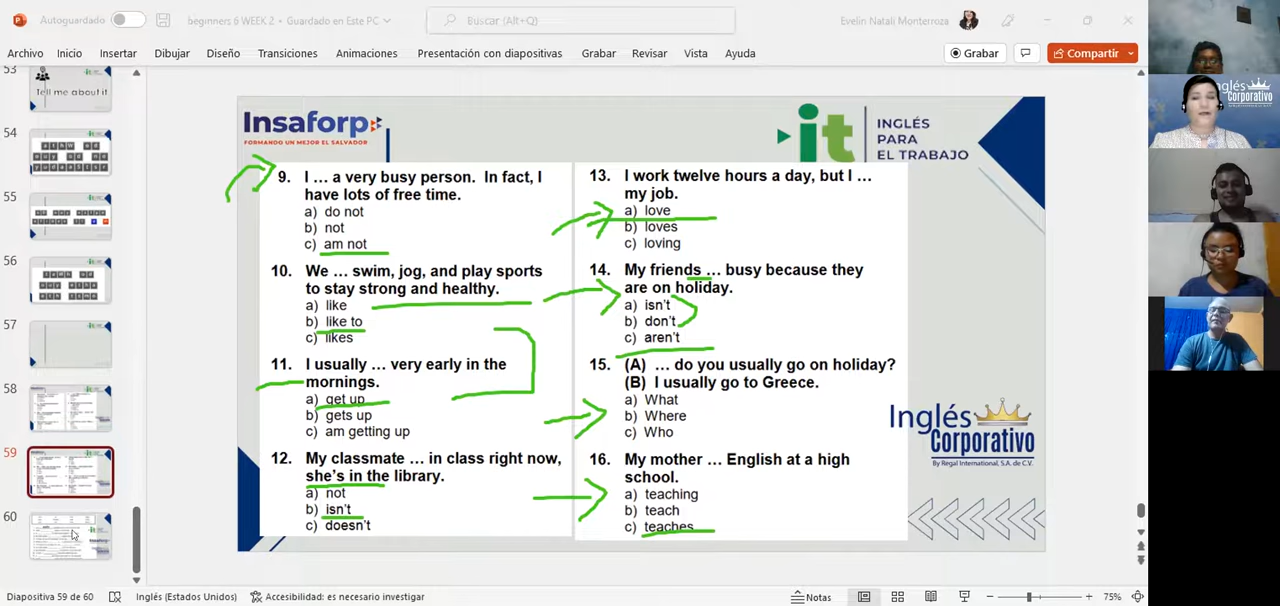 Autoguardado
beginners 6 WEEK 2 • Guardado en Este PC
Buscar (Alt+Q)
Evelin Natali Monterroza
Archivo Inicio Insertar Dibujar Diseño Transiciones Animaciones Presentación con diapositivas Grabar Revisar Vista Ayuda
Grabar
Compartir
53
Tell me about it
54
55
56
57
58
59
60
Insaforp
FORMANDO UN MEJOR EL SALVADOR
it
INGLÉS
PARA
EL TRABAJO
9. I ... a very busy person. In fact, I
have lots of free time.
a) do not
b) not
c) am not
10. We ... swim, jog, and play sports
to stay strong and healthy.
a) like
b) like to
c) likes
11. I usually ... very early in the
mornings.
a) get up
b) gets up
c) am getting up
12. My classmate ... in class right now,
she's in the library.
a) not
b) isn't
c) doesn't
13. I work twelve hours a day, but I ...
my job.
a) love
b) loves
c) loving
14. My friends ... busy because they
are on holiday.
a) isn't
b) don't
c) aren't
15. (A) ... do you usually go on holiday?
(B) I usually go to Greece.
a) What
b) Where
c) Who
16. My mother ... English at a high
school.
a) teaching
b) teach
c) teaches
Inglés
Corporativo
By Regal International, S.A. de C.V.
Inglés
Corporativo
Diapositiva 59 de 60
Inglés (Estados Unidos)
Accesibilidad: es necesario investigar
Notas
75%